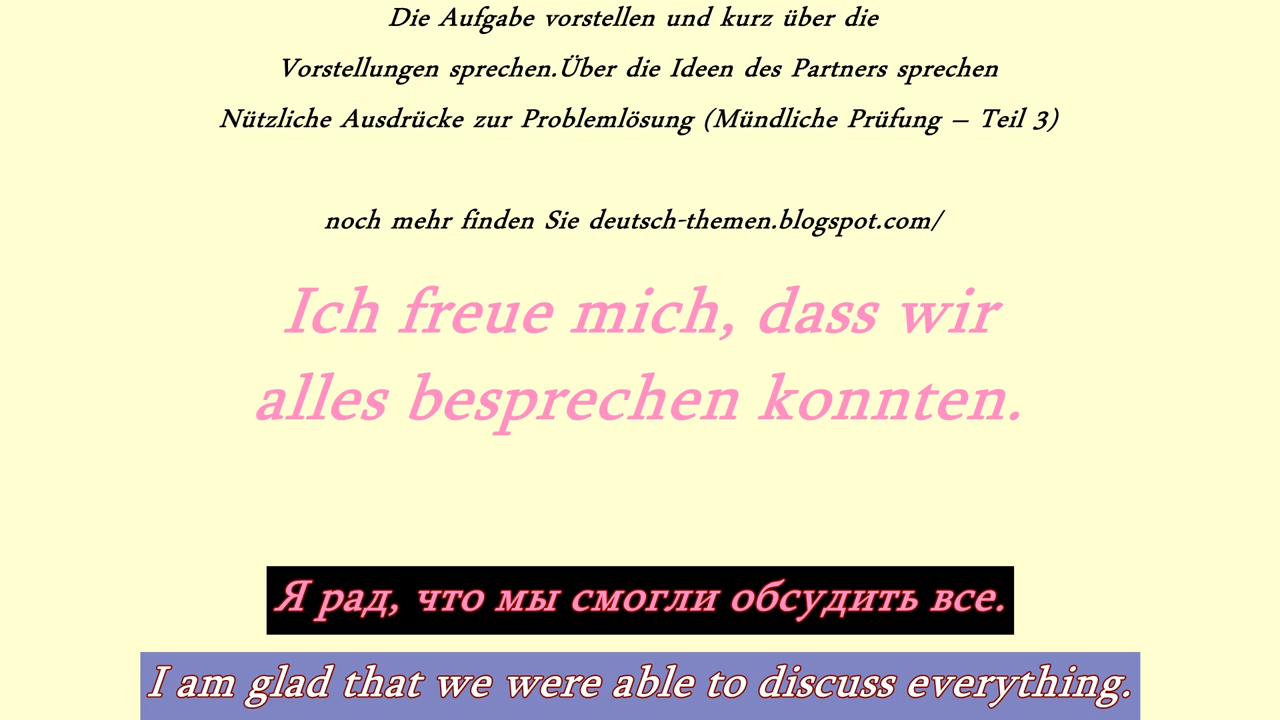 Die Aufgabe vorstellen und kurz über die
Vorstellungen sprechen.Über die Ideen des Partners sprechen
Nützliche Ausdrücke zur Problemlösung (Mündliche Prüfung – Teil 3)
noch mehr finden Sie deutsch-themen.blogspot.com/
Ich freue mich, dass wir
alles besprechen konnten.
Я рад, что мы смогли обсудить все.
I am glad that we were able to discuss everything.